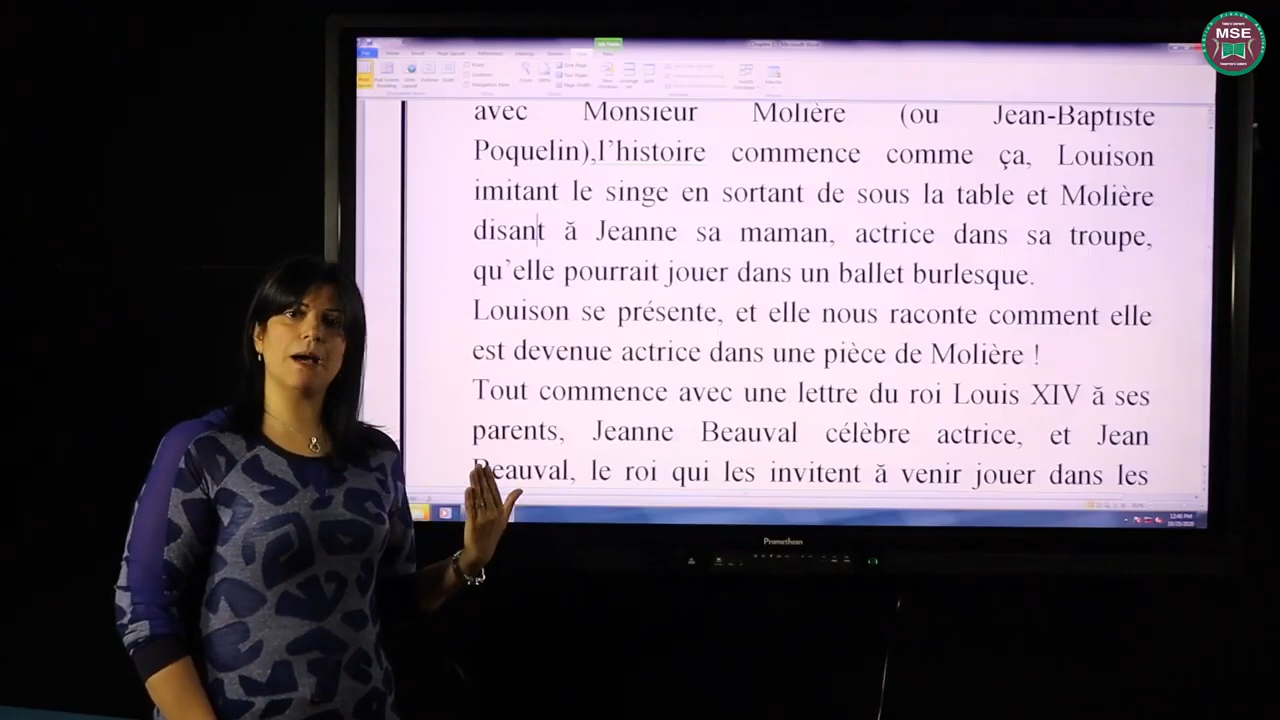 MSE
avec Monsieur Molière (ou Jean-Baptiste
Poquelin),l'histoire commence comme ça, Louison
imitant le singe en sortant de sous la table et Molière
disant ă Jeanne sa maman, actrice dans sa troupe,
qu'elle pourrait jouer dans un ballet burlesque.
Louison se présente, et elle nous raconte comment elle
est devenue actrice dans une pièce de Molière !
Tout commence avec une lettre du roi Louis XIV ă ses
parents, Jeanne Beauval célèbre actrice, et Jean
Beauval, le roi qui les invitent ă venir jouer dans les
12:40 PM
Promethean